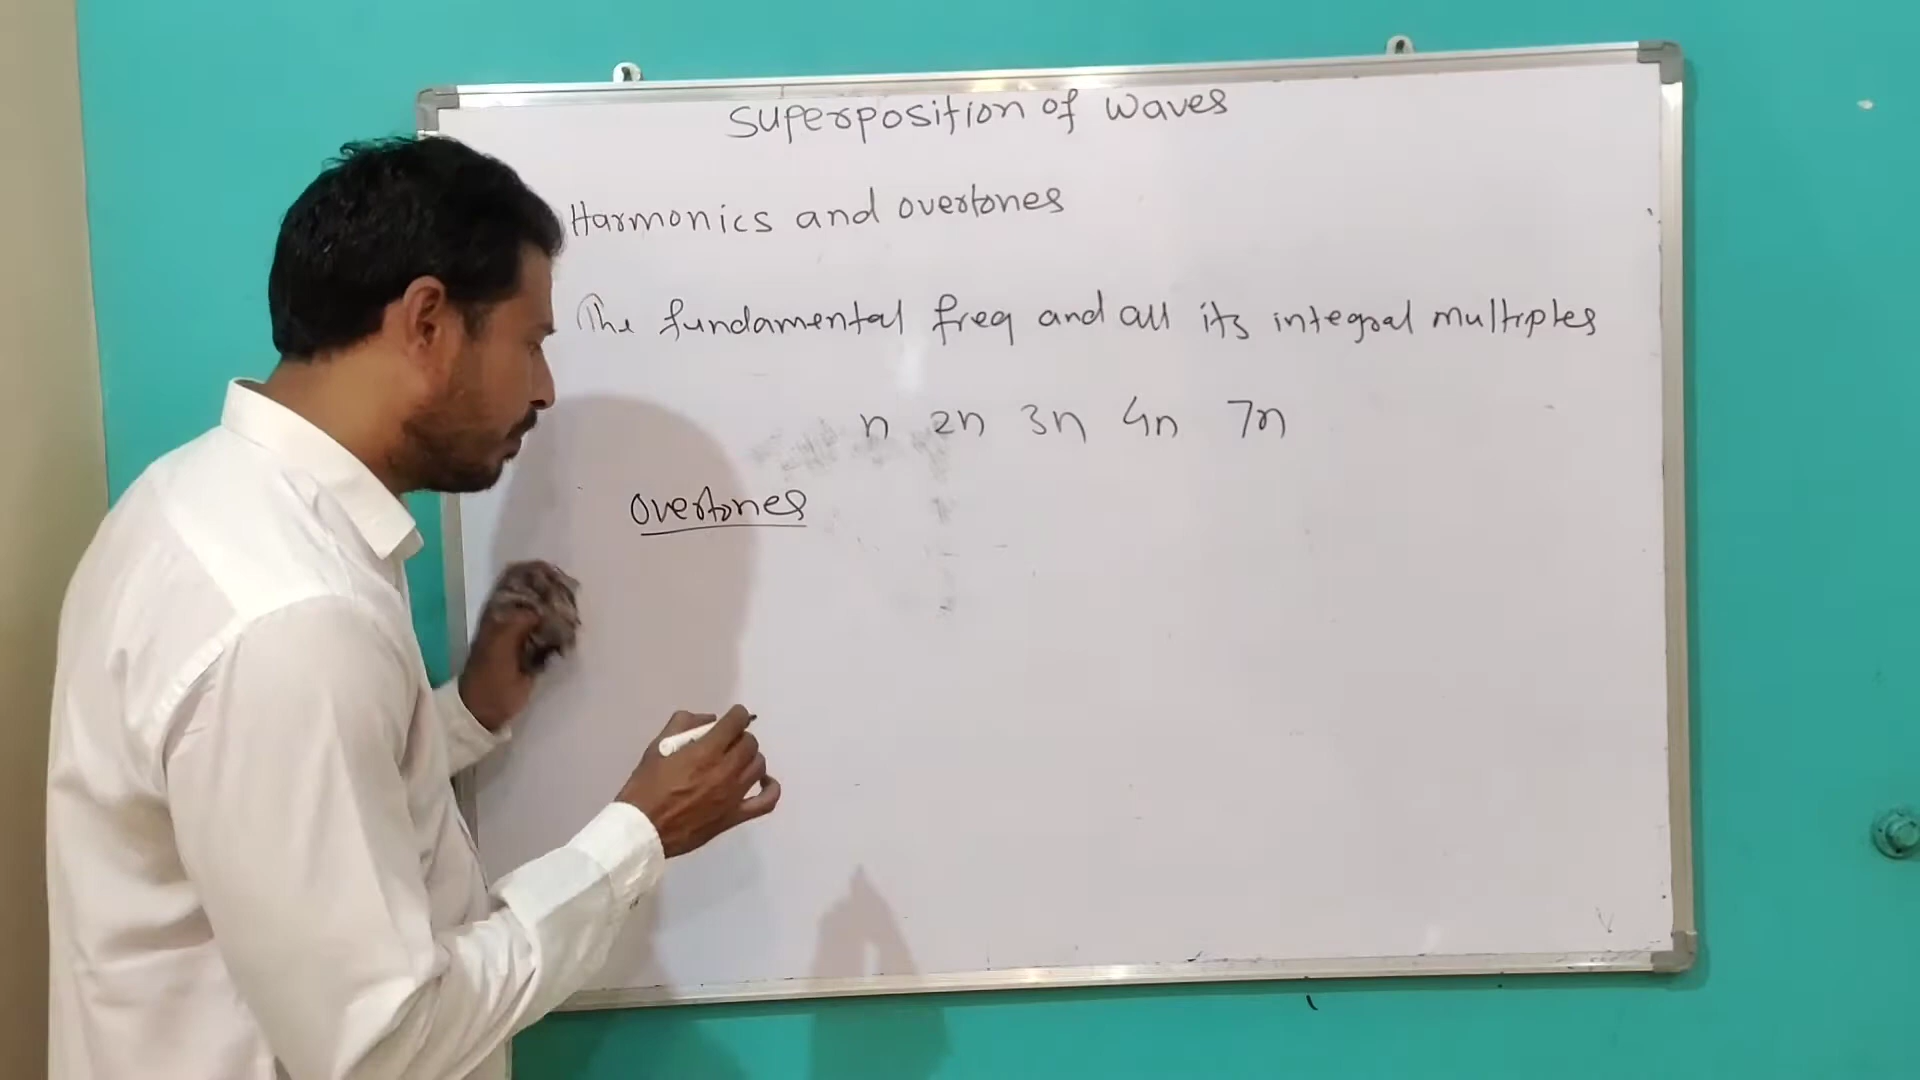 Superposition of waves
Harmonics and overtones
The fundamental freq and all its integral multiples
n 2n 3n 4n 7n
Overtones